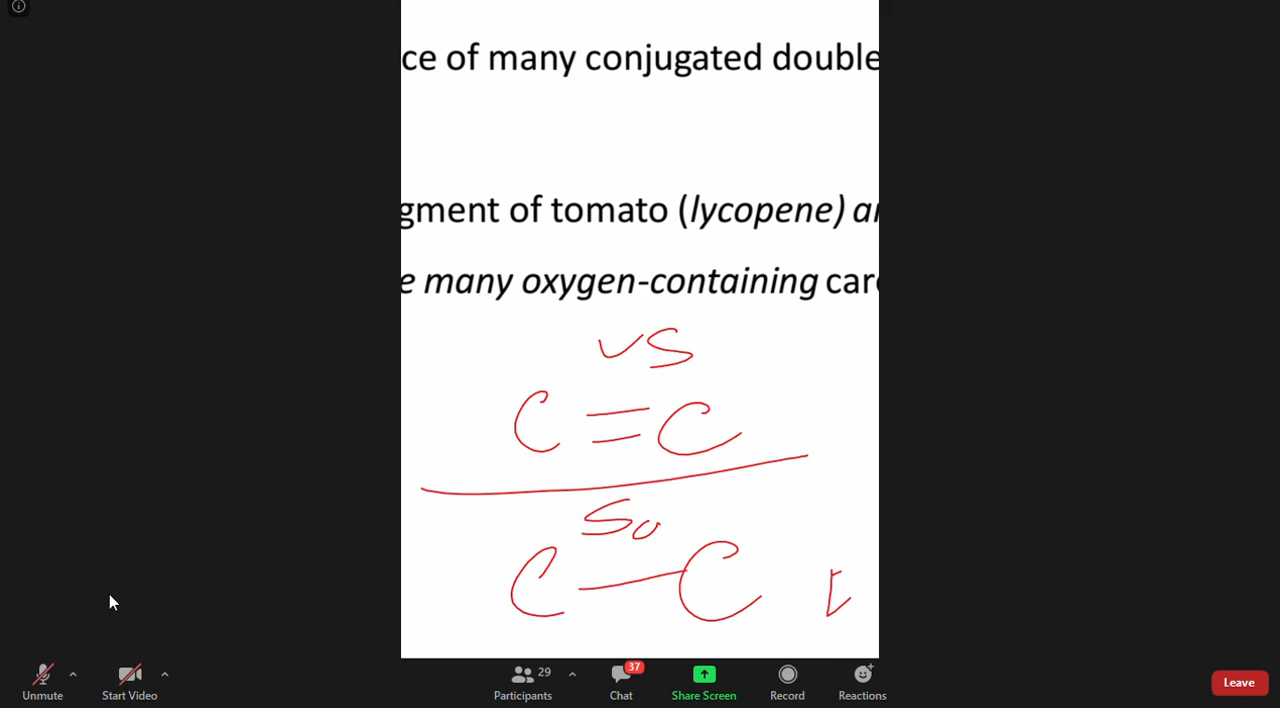 ce of many conjugated double
gment of tomato (lycopene) ar
e many oxygen-containing car
vs
C = C
So
C — C
Unmute
Start Video
29
Participants
37
Chat
Share Screen
Record
Reactions
Leave